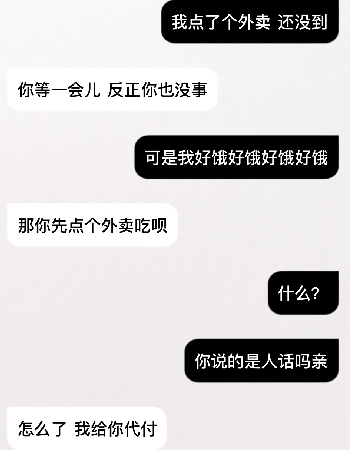 我点了个外卖 还没到
你等一会儿 反正你也没事
可是我好饿好饿好饿好饿
那你先点个外卖吃呗
什么?
你说的是人话吗亲
怎么了 我给你代付